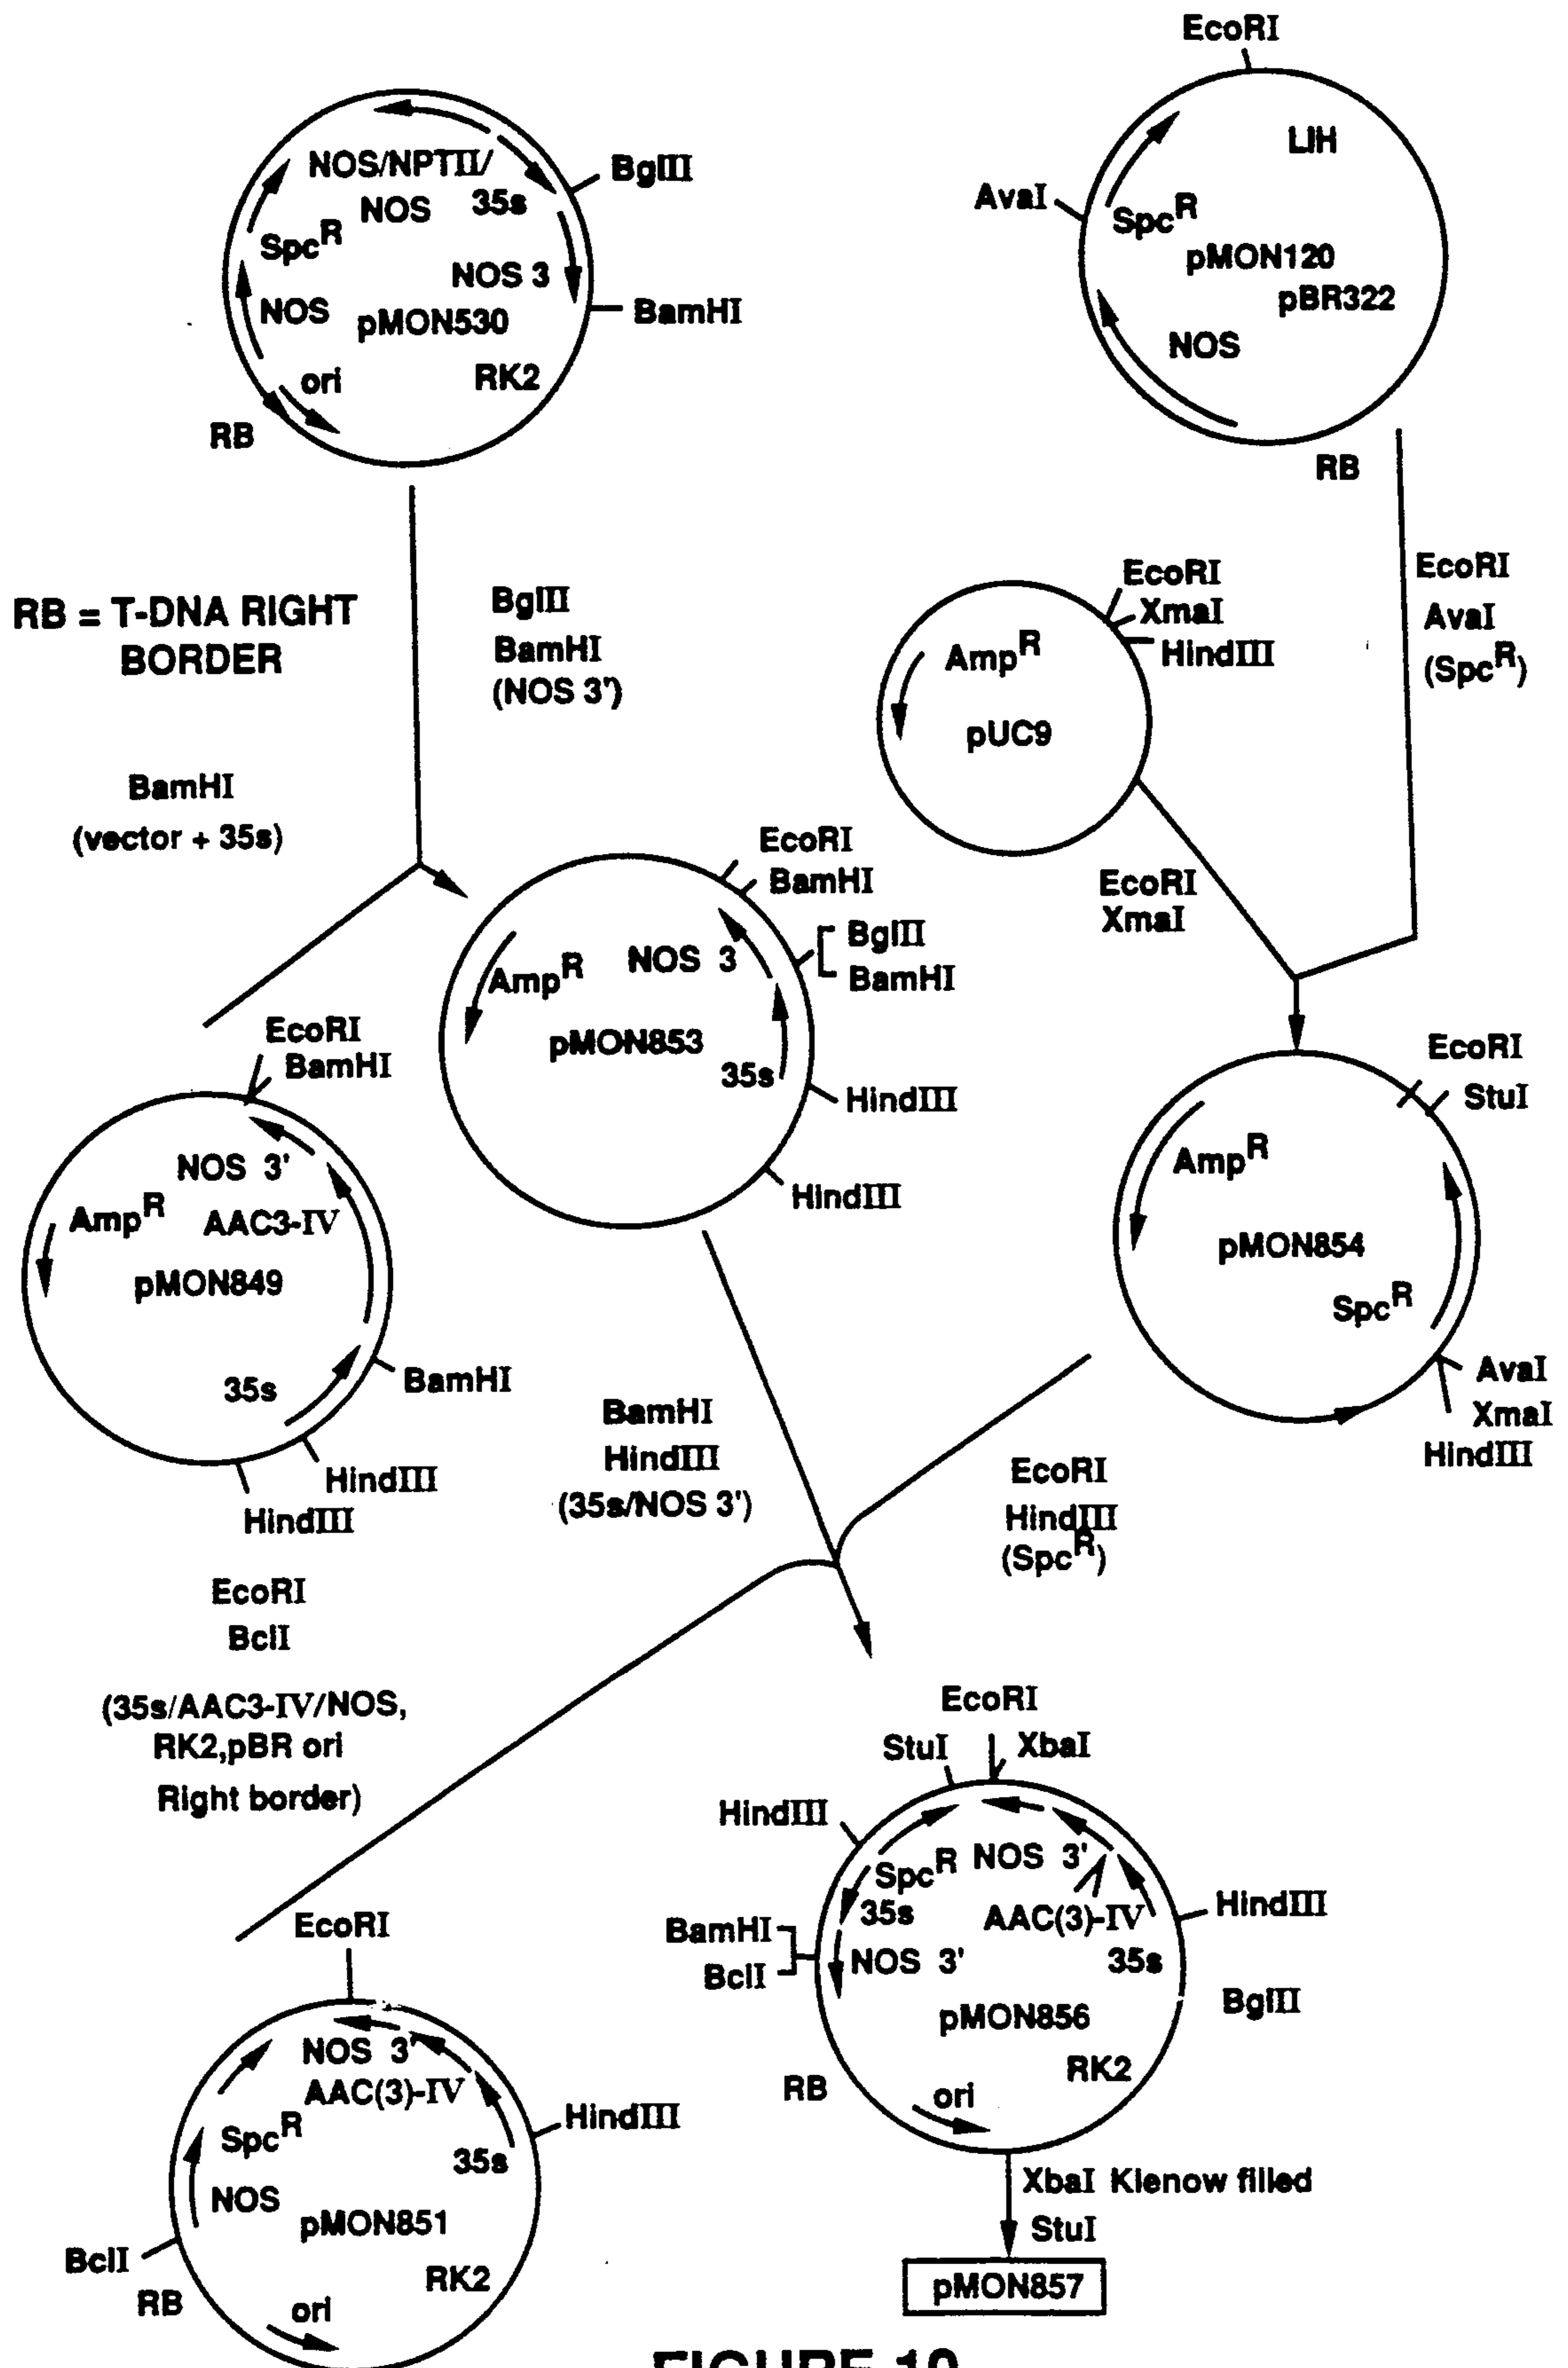 EcoRI
NOS/NPTII/
NOS
35s
BglII
SpcR
NOS 3
BamHI
NOS
pMON530
ori
RK2
RB
LIH
AvaI
SpcR
pMON120
pBR322
NOS
RB
RB = T-DNA RIGHT
BORDER
BglII
BamHI
(NOS 3')
EcoRI
XmaI
HindIII
AmpR
pUC9
EcoRI
AvaI
(SpcR)
BamHI
(vector + 35s)
EcoRI
XmaI
EcoRI
BamHI
BglII
BamHI
AmpR
NOS 3
pMON853
35s
HindIII
HindIII
EcoRI
BamHI
NOS 3'
AmpR
AAC3-IV
pMON849
35s
BamHI
HindIII
HindIII
EcoRI
StuI
AmpR
pMON854
SpcR
AvaI
XmaI
HindIII
BamHI
HindIII
(35s/NOS 3')
EcoRI
HindIII
(SpcR)
EcoRI
BclI
(35s/AAC3-IV/NOS,
RK2,pBR ori
Right border)
EcoRI
StuI
XbaI
HindIII
SpcR
NOS 3'
35s
AAC(3)-IV
HindIII
BamHI
BclI
NOS 3'
35s
BglII
pMON856
RK2
RB
ori
EcoRI
NOS 3'
AAC(3)-IV
HindIII
SpcR
35s
NOS
pMON851
BclI
RB
RK2
ori
XbaI Klenow filled
StuI
pMON857
FIGURE 19